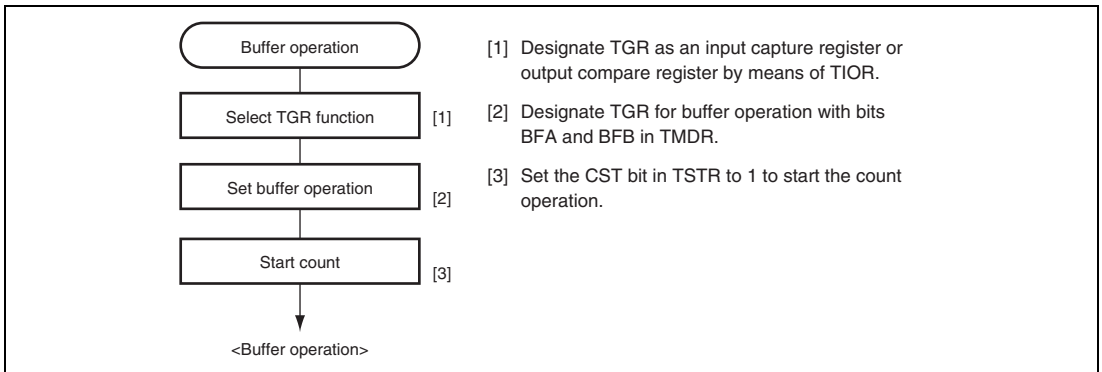 Buffer operation
Select TGR function
[1]
Set buffer operation
[2]
Start count
[3]
<Buffer operation>
[1] Designate TGR as an input capture register or
output compare register by means of TIOR.
[2] Designate TGR for buffer operation with bits
BFA and BFB in TMDR.
[3] Set the CST bit in TSTR to 1 to start the count
operation.